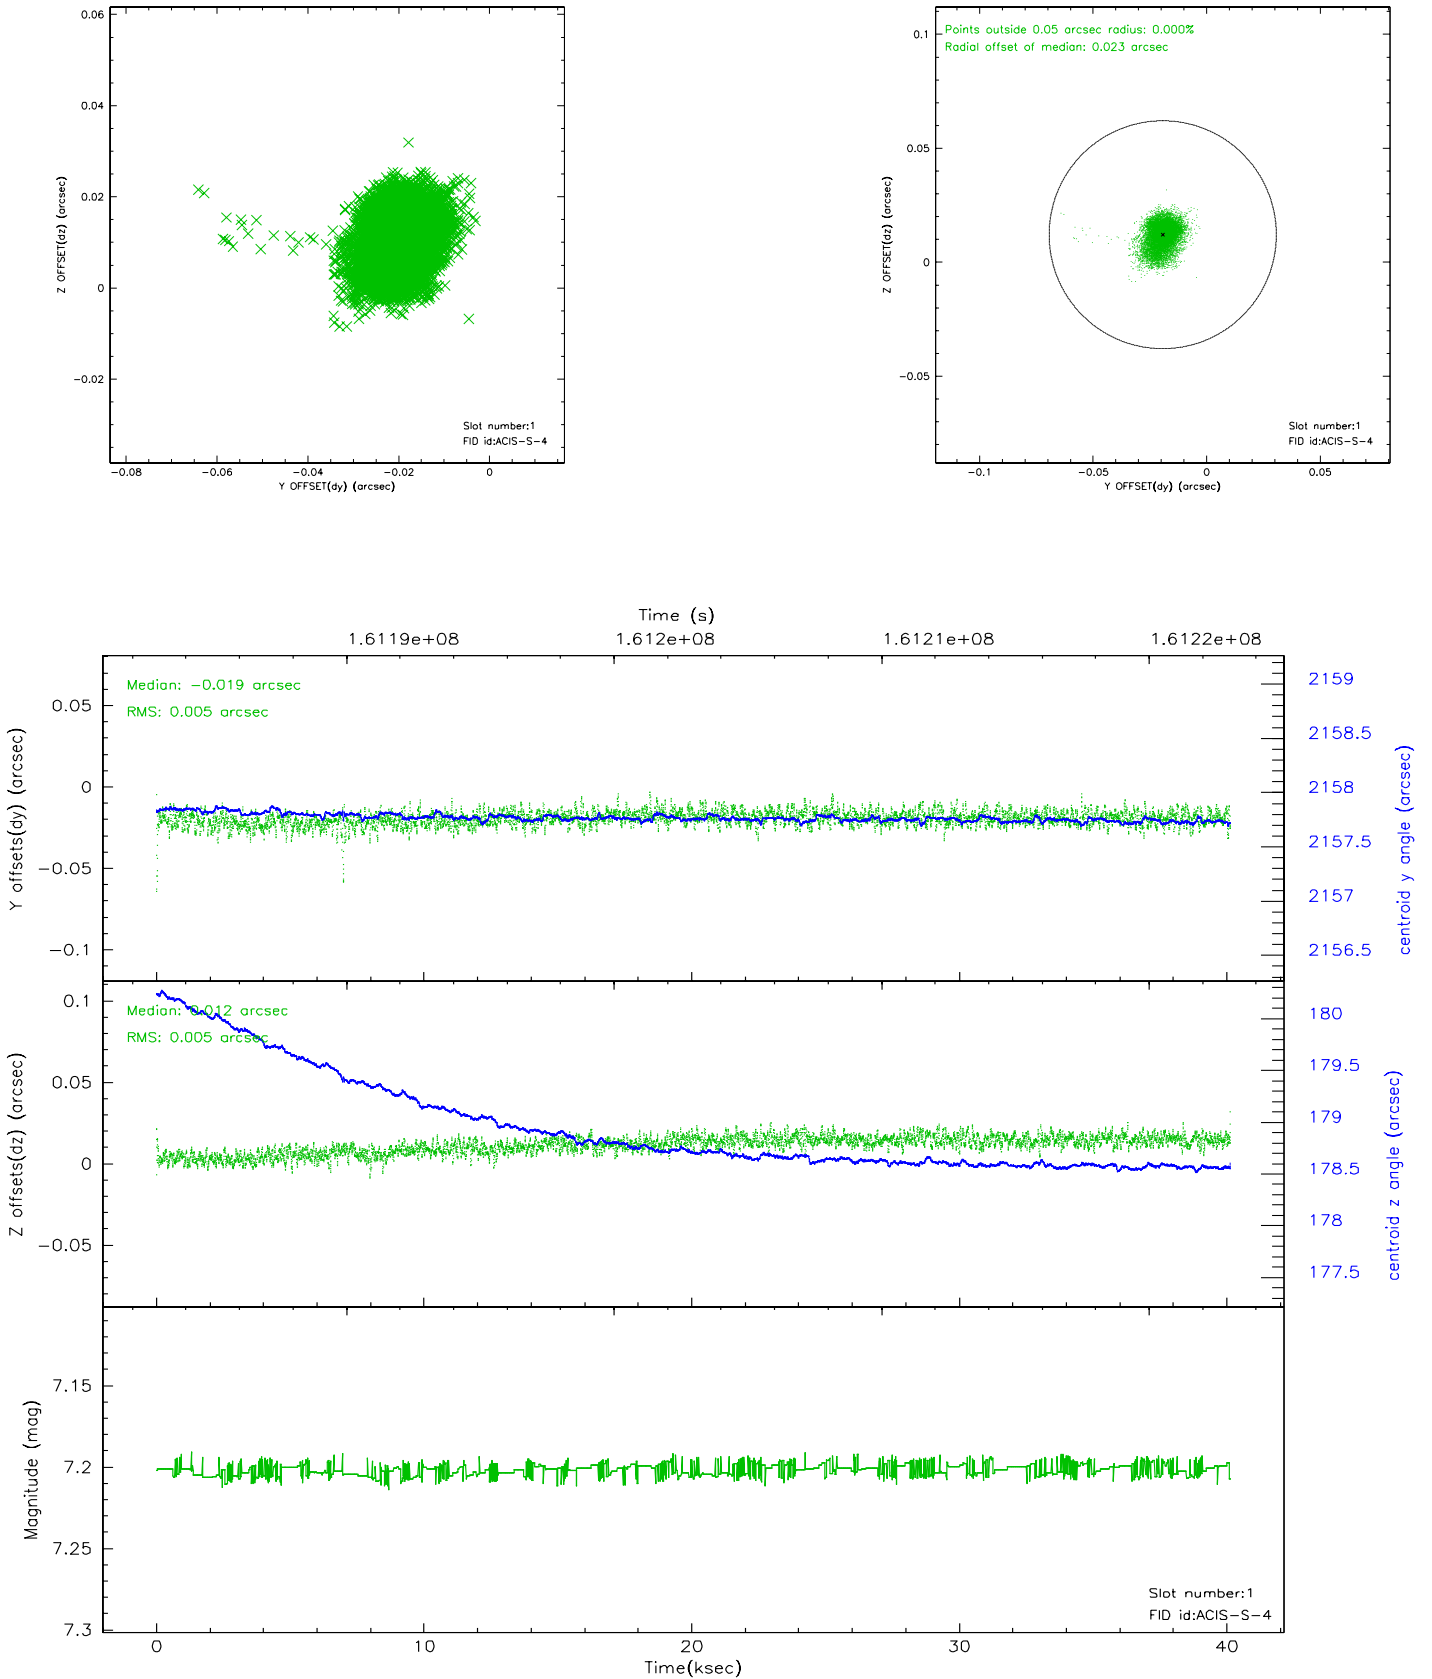 0.06
0.04
0.02
0
−0.02
Z OFFSET(dz) (arcsec)
Slot number:1
FID id:ACIS−S−4
−0.08 −0.06 −0.04 −0.02 0
Y OFFSET(dy) (arcsec)
Points outside 0.05 arcsec radius: 0.000%
Radial offset of median: 0.023 arcsec
0.1
0.05
0
−0.05
Z OFFSET(dz) (arcsec)
Slot number:1
FID id:ACIS−S−4
−0.1 −0.05 0 0.05
Y OFFSET(dy) (arcsec)
Time (s)
1.6119e+08 1.612e+08 1.6121e+08 1.6122e+08
Median: −0.019 arcsec
RMS: 0.005 arcsec
0.05
0
−0.05
−0.1
Y offsets(dy) (arcsec)
2159
2158.5
2158
2157.5
2157
2156.5
centroid y angle (arcsec)
Median: 0.012 arcsec
RMS: 0.005 arcsec
0.1
0.05
0
−0.05
Z offsets(dz) (arcsec)
180
179.5
179
178.5
178
177.5
centroid z angle (arcsec)
7.15
7.2
7.25
7.3
Magnitude (mag)
Slot number:1
FID id:ACIS−S−4
0 10 20 30 40
Time(ksec)